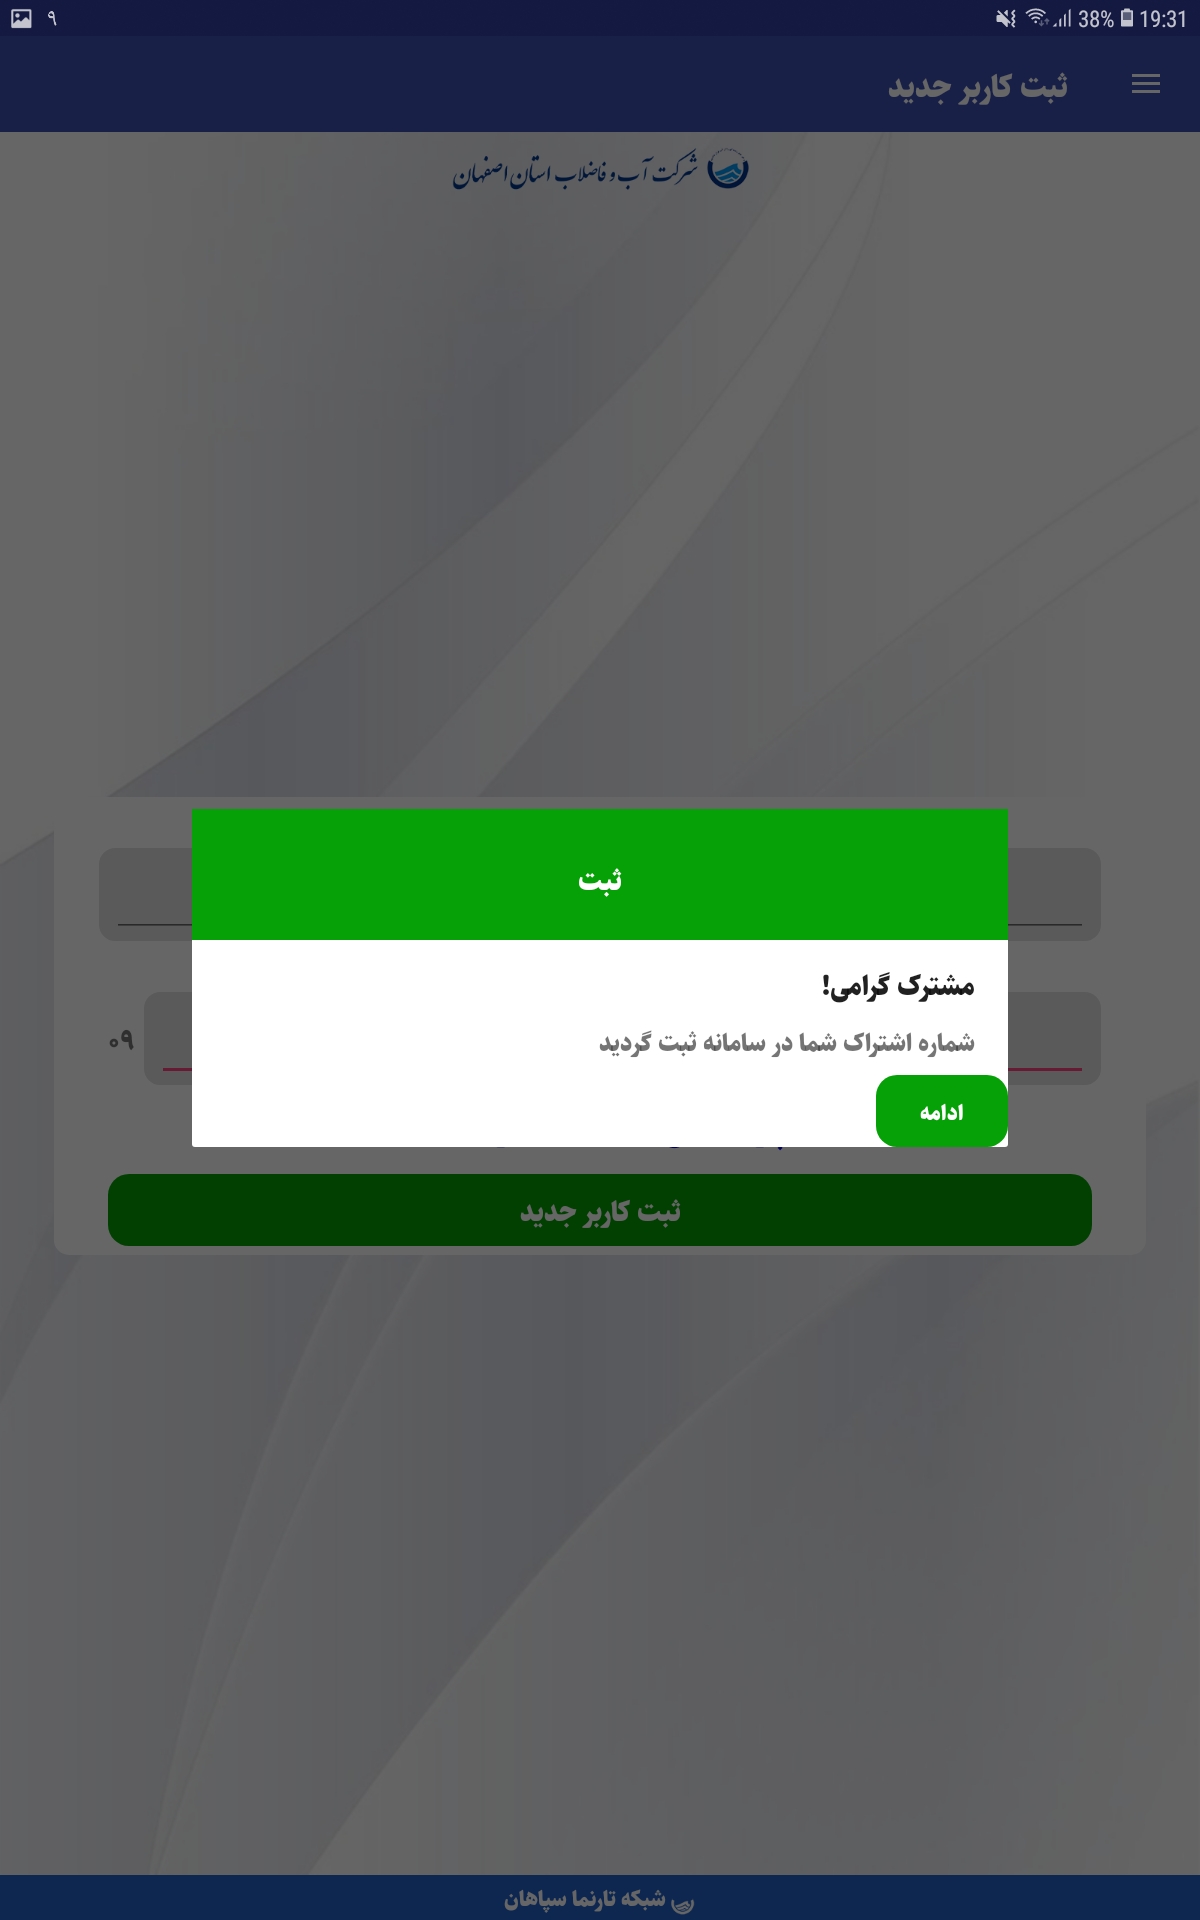 ۹ 38% 19:31
ثبت کاربر جدید
شرکت آب و فاضلاب استان اصفهان
ثبت
مشترک گرامی!
شماره اشتراک شما در سامانه ثبت گردید
۰۹
ادامه
ثبت کاربر جدید
شبکه تارنما سپاهان